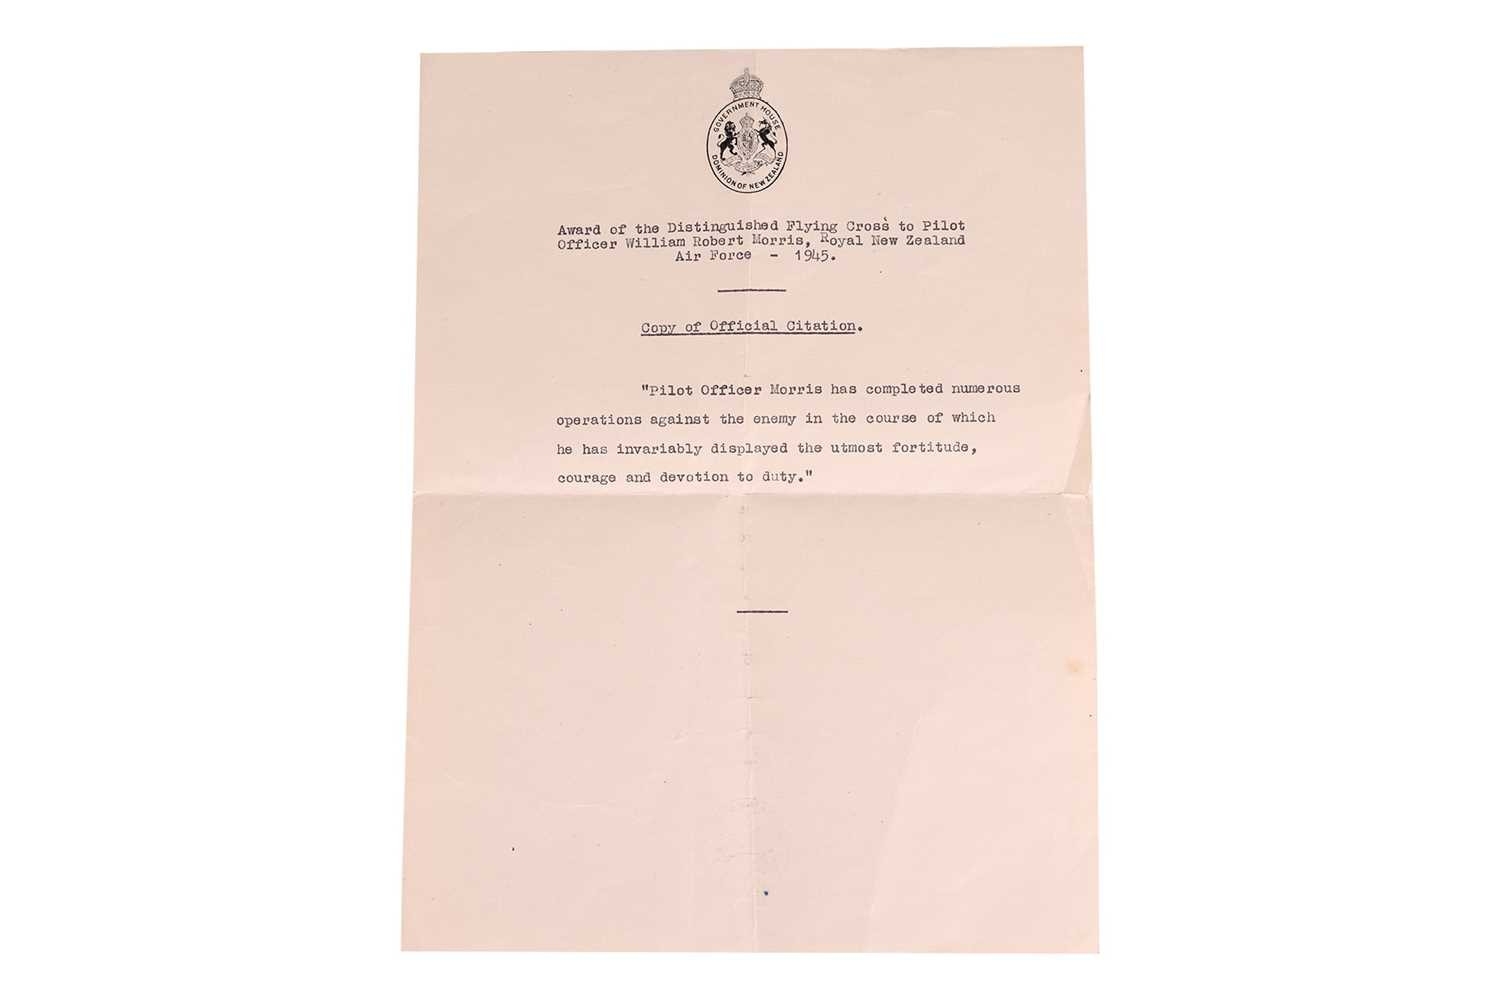 GOVERNMENT HOUSE
DOMINION OF NEW ZEALAND
Award of the Distinguished Flying Cross to Pilot
Officer William Robert Morris, Royal New Zealand
Air Force - 1945.
Copy of Official Citation.
"Pilot Officer Morris has completed numerous
operations against the enemy in the course of which
he has invariably displayed the utmost fortitude,
courage and devotion to duty."